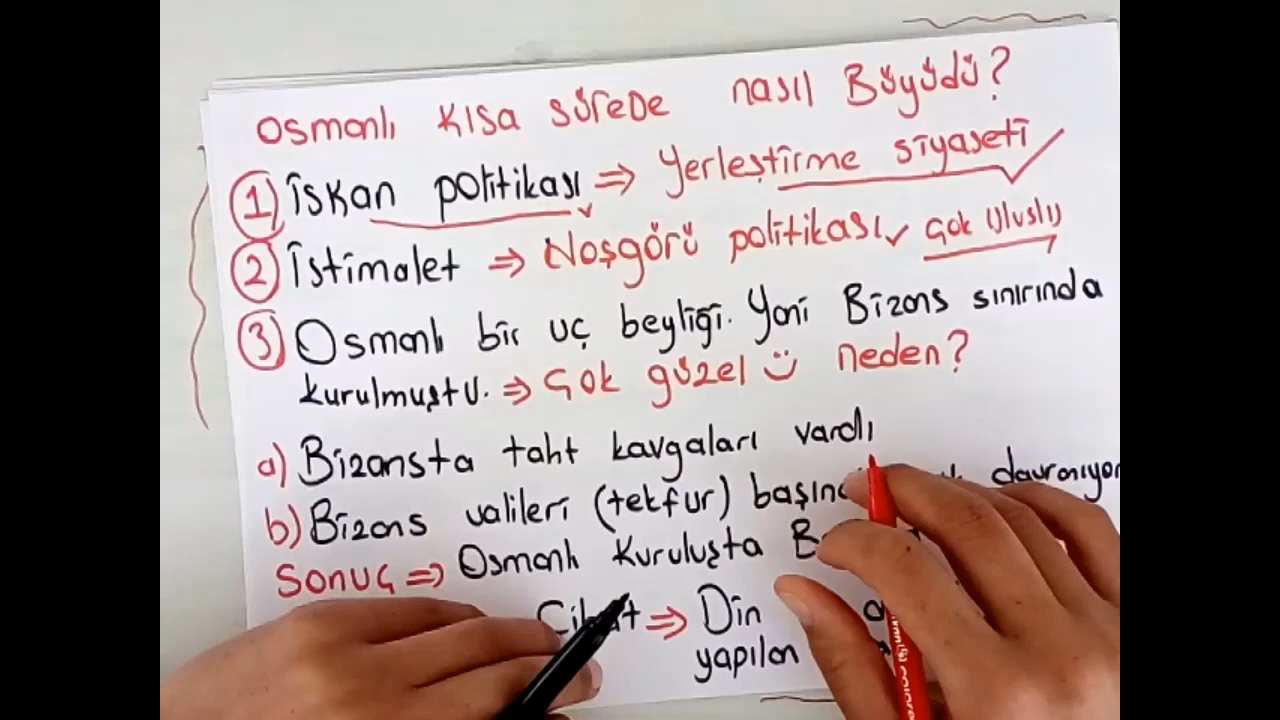 Osmanlı kısa sürede nasıl Büyüdü?
1) İskan politikası ⇒ Yerleştirme siyaseti ✓
2) İstimalet ⇒ Hoşgörü politikası ✓ Çok Uluslu
3) Osmanlı bir uç beyliği. Yani Bizans sınırında
kurulmuştu. ⇒ Çok güzel neden?
a) Bizansta taht kavgaları vardı
b) Bizans valileri (tekfur) davranıyor
Sonuç ⇒ Osmanlı Kuruluşta
⇒ Din
yapılan